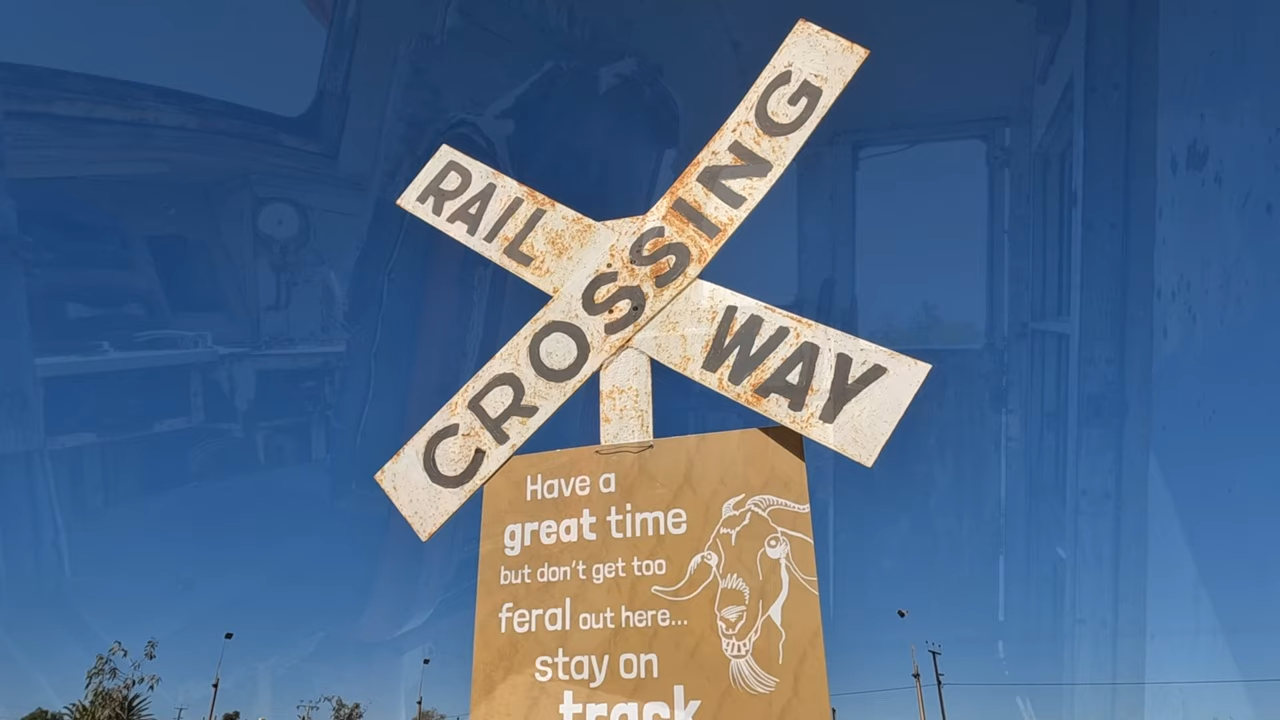 RAIL WAY
CROSSING
Have a
great time
but don't get too
feral out here...
stay on
track